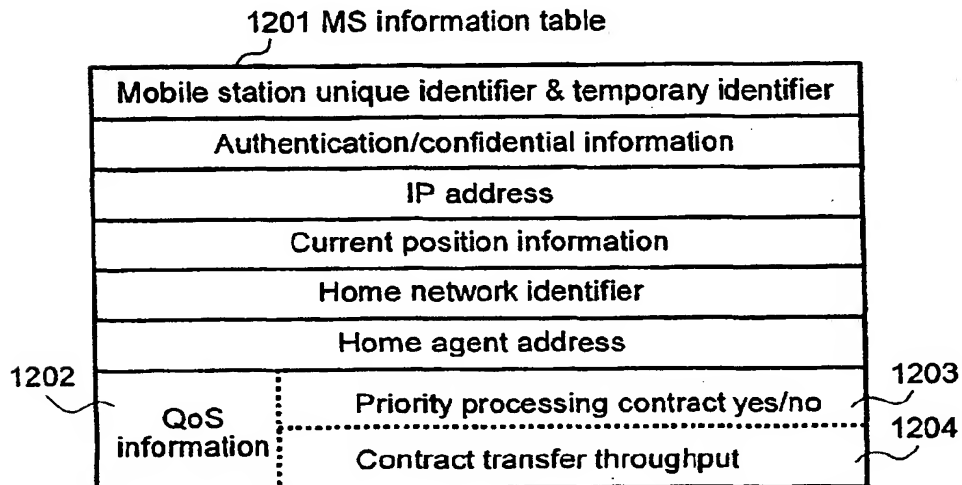 1201 MS information table
Mobile station unique identifier & temporary identifier
Authentication/confidential information
IP address
Current position information
Home network identifier
Home agent address
1202
QoS
information
Priority processing contract yes/no
1203
Contract transfer throughput
1204